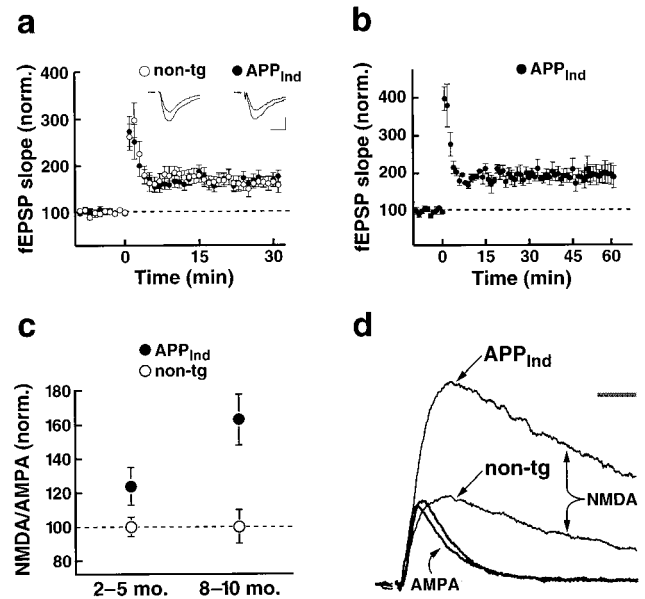 a
non-tg
APPInd
fEPSP slope (norm.)
400
300
200
100
0
15
30
Time (min)
b
APPInd
fEPSP slope (norm.)
400
300
200
100
0
15
30
45
60
Time (min)
c
APPInd
non-tg
NMDA/AMPA (norm.)
180
160
140
120
100
80
2–5 mo.
8–10 mo.
d
APPInd
non-tg
NMDA
AMPA